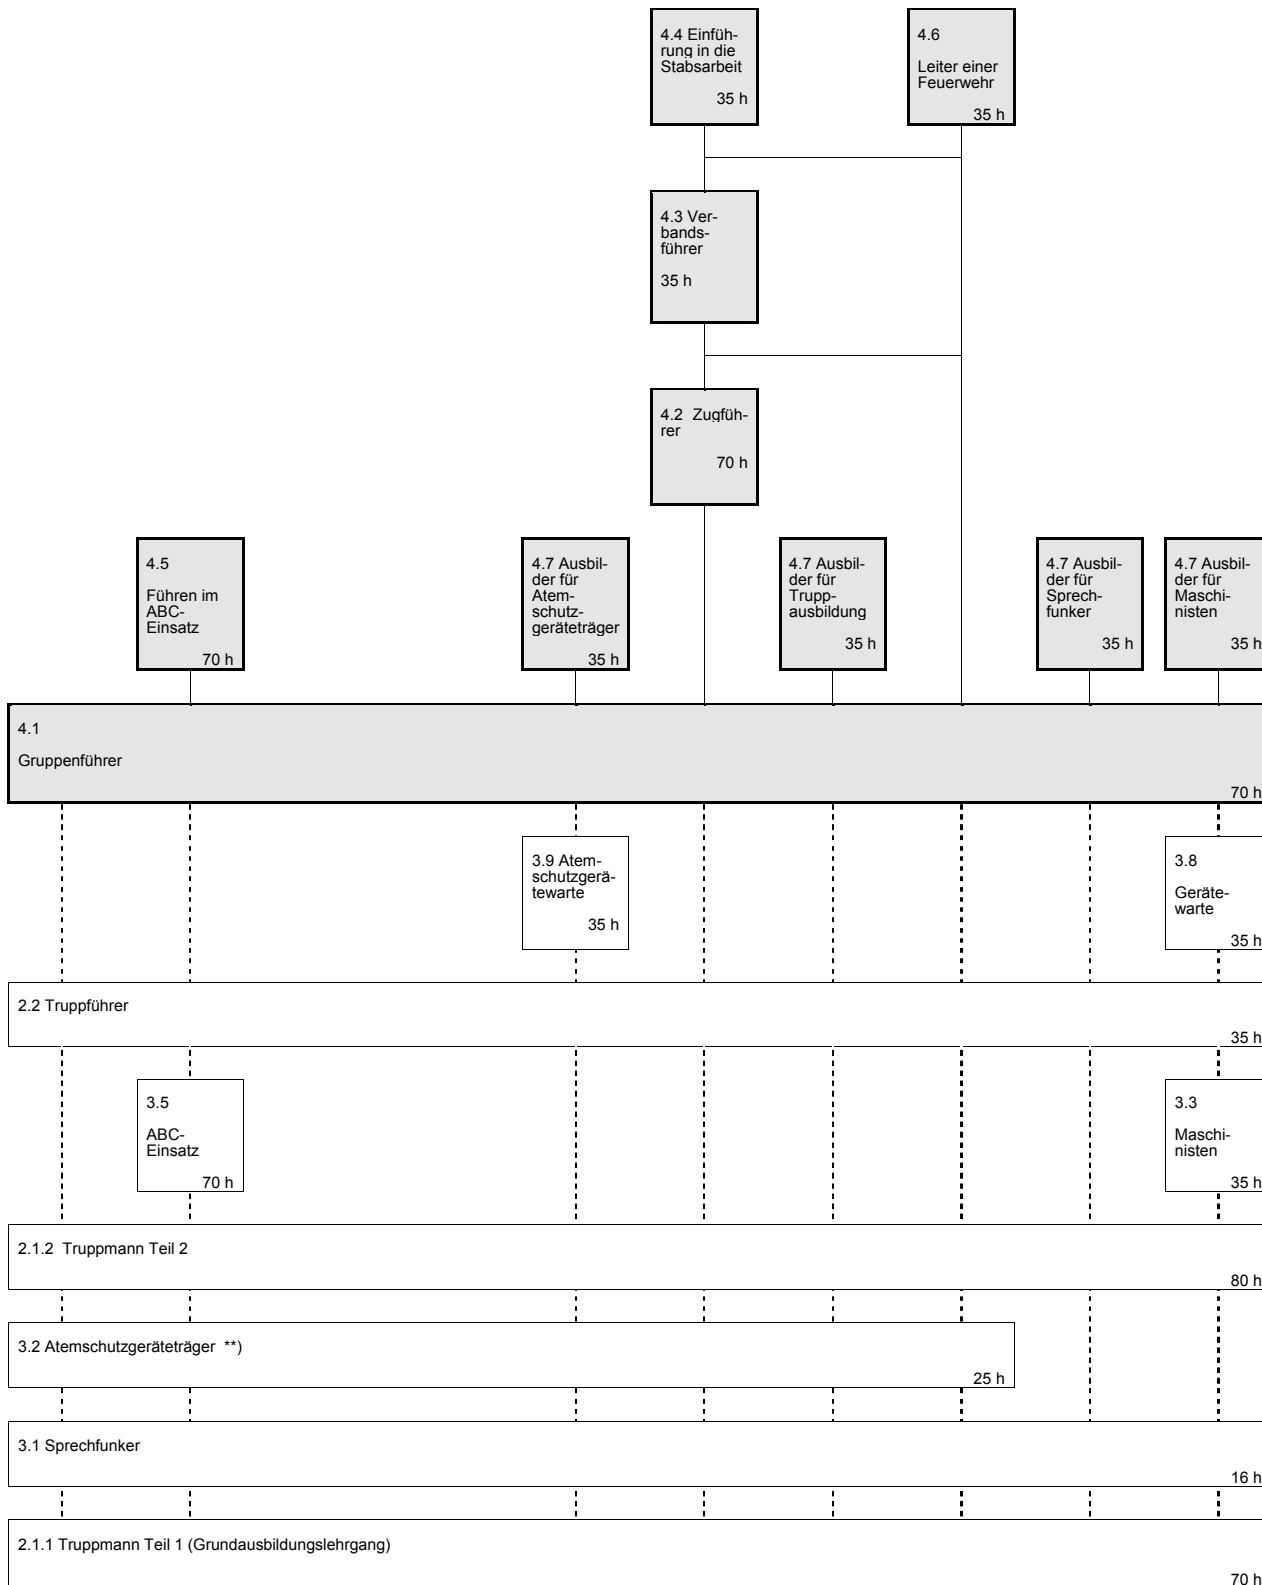 4.4 Einfüh-
rung in die
Stabsarbeit
35 h
4.6
Leiter einer
Feuerwehr
35 h
4.3 Ver-
bands-
führer
35 h
4.2 Zugfüh-
rer
70 h
4.5
Führen im
ABC-
Einsatz
70 h
4.7 Ausbil-
der für
Atem-
schutz-
geräteträger
35 h
4.7 Ausbil-
der für
Trupp-
ausbildung
35 h
4.7 Ausbil-
der für
Sprech-
funker
35 h
4.7 Ausbil-
der für
Maschi-
nisten
35 h
4.1
Gruppenführer
70 h
3.9 Atem-
schutzgerä-
tewarte
35 h
3.8
Geräte-
warte
35 h
2.2 Truppführer
35 h
3.5
ABC-
Einsatz
70 h
3.3
Maschi-
nisten
35 h
2.1.2 Truppmann Teil 2
80 h
3.2 Atemschutzgeräteträger **)
25 h
3.1 Sprechfunker
16 h
2.1.1 Truppmann Teil 1 (Grundausbildungslehrgang)
70 h